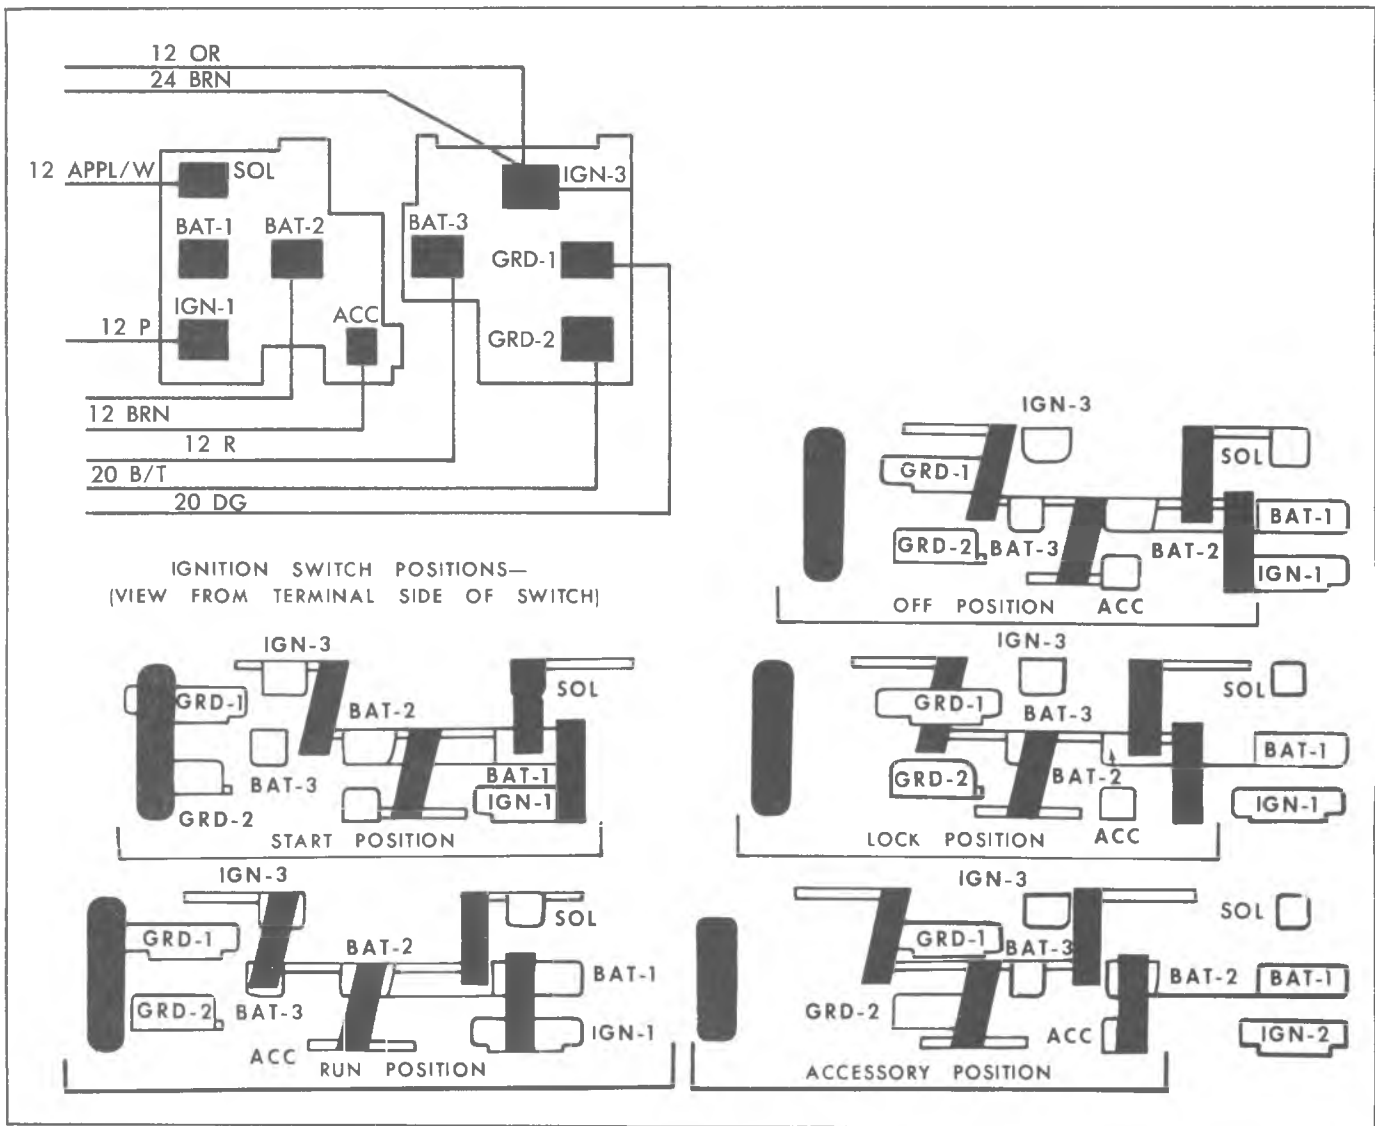 12 OR
24 BRN
12 APPL/W
SOL
IGN-3
BAT-1
BAT-2
BAT-3
GRD-1
IGN-1
ACC
GRD-2
12 P
12 BRN
12 R
20 B/T
20 DG
IGNITION SWITCH POSITIONS—
(VIEW FROM TERMINAL SIDE OF SWITCH)
IGN-3
GRD-1
SOL
BAT-1
GRD-2
BAT-3
BAT-2
IGN-1
OFF POSITION
ACC
IGN-3
GRD-1
BAT-2
SOL
BAT-3
BAT-1
IGN-1
GRD-2
START POSITION
IGN-3
GRD-1
SOL
BAT-3
BAT-1
GRD-2
BAT-2
IGN-1
ACC
LOCK POSITION
IGN-3
GRD-1
SOL
BAT-2
BAT-1
GRD-2
BAT-3
IGN-1
ACC
RUN POSITION
IGN-3
SOL
GRD-1
BAT-3
BAT-2
BAT-1
GRD-2
ACC
IGN-2
ACCESSORY POSITION